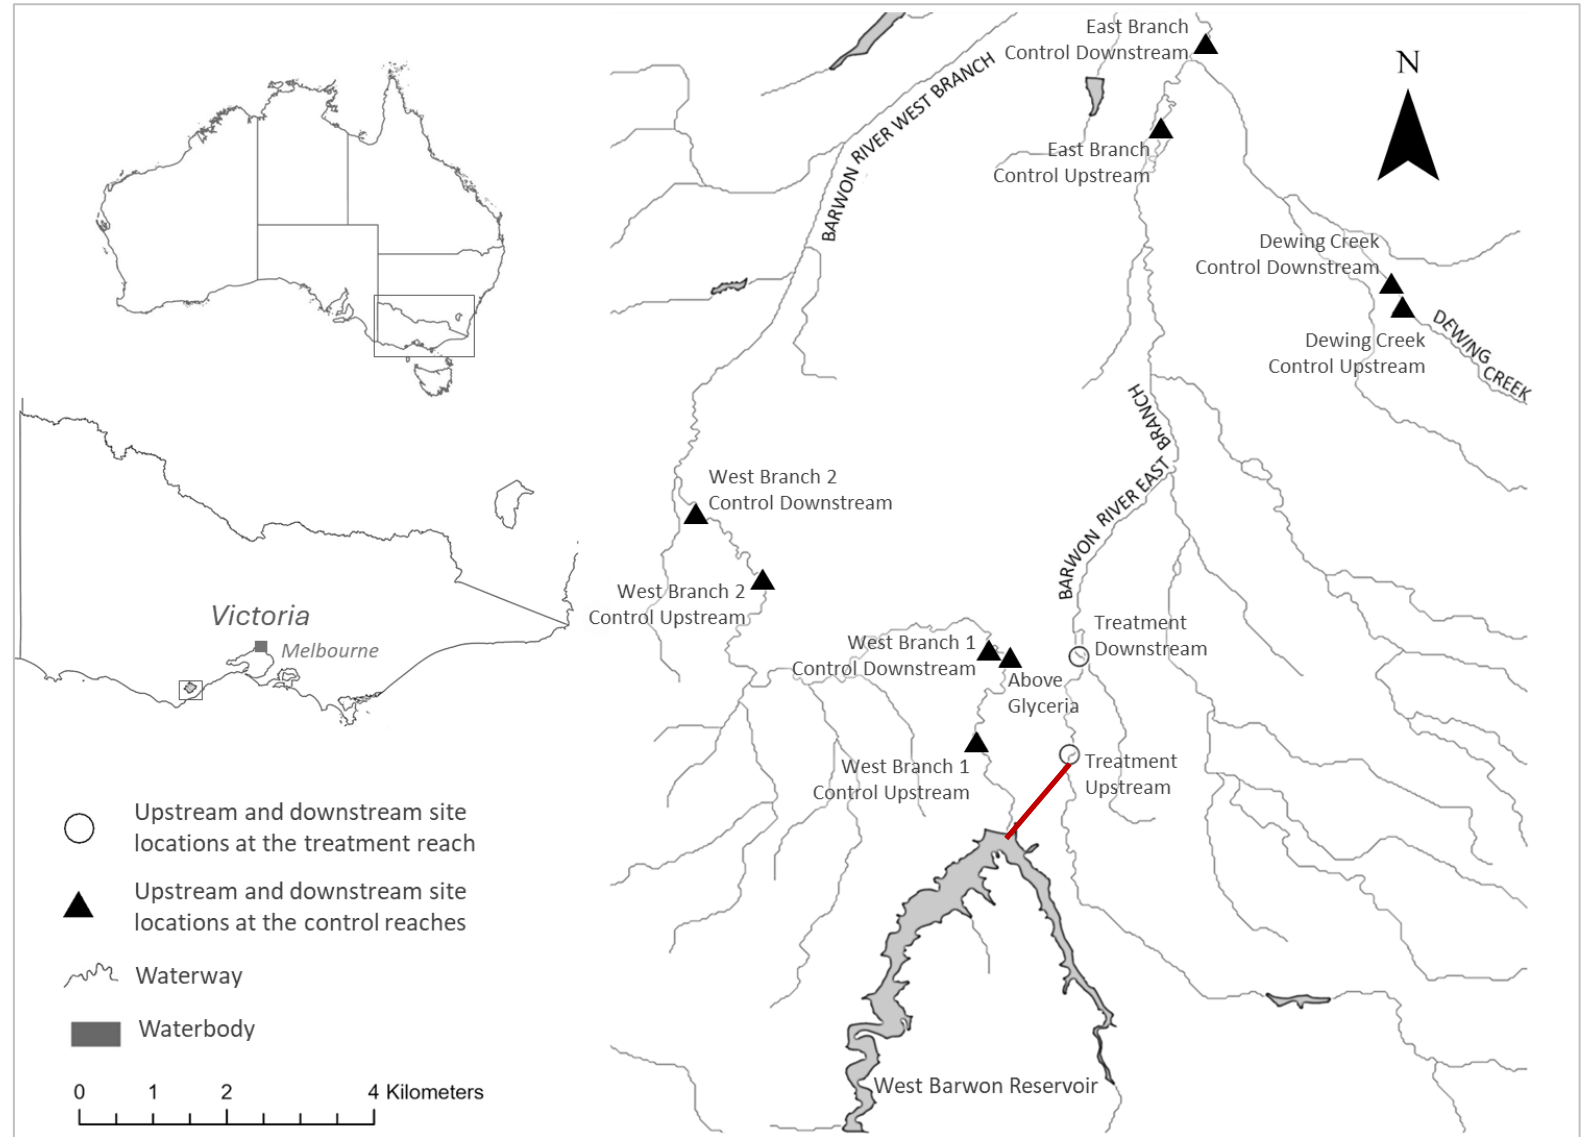 East Branch
Control Downstream
N
BARWON RIVER WEST BRANCH
East Branch
Control Upstream
Dewing Creek
Control Downstream
DEWING CREEK
Dewing Creek
Control Upstream
BARWON RIVER EAST BRANCH
West Branch 2
Control Downstream
West Branch 2
Control Upstream
Treatment
Downstream
West Branch 1
Control Downstream
Above
Glyceria
West Branch 1
Control Upstream
Treatment
Upstream
West Barwon Reservoir
Victoria
Melbourne
Upstream and downstream site
locations at the treatment reach
Upstream and downstream site
locations at the control reaches
Waterway
Waterbody
0 1 2 4 Kilometers